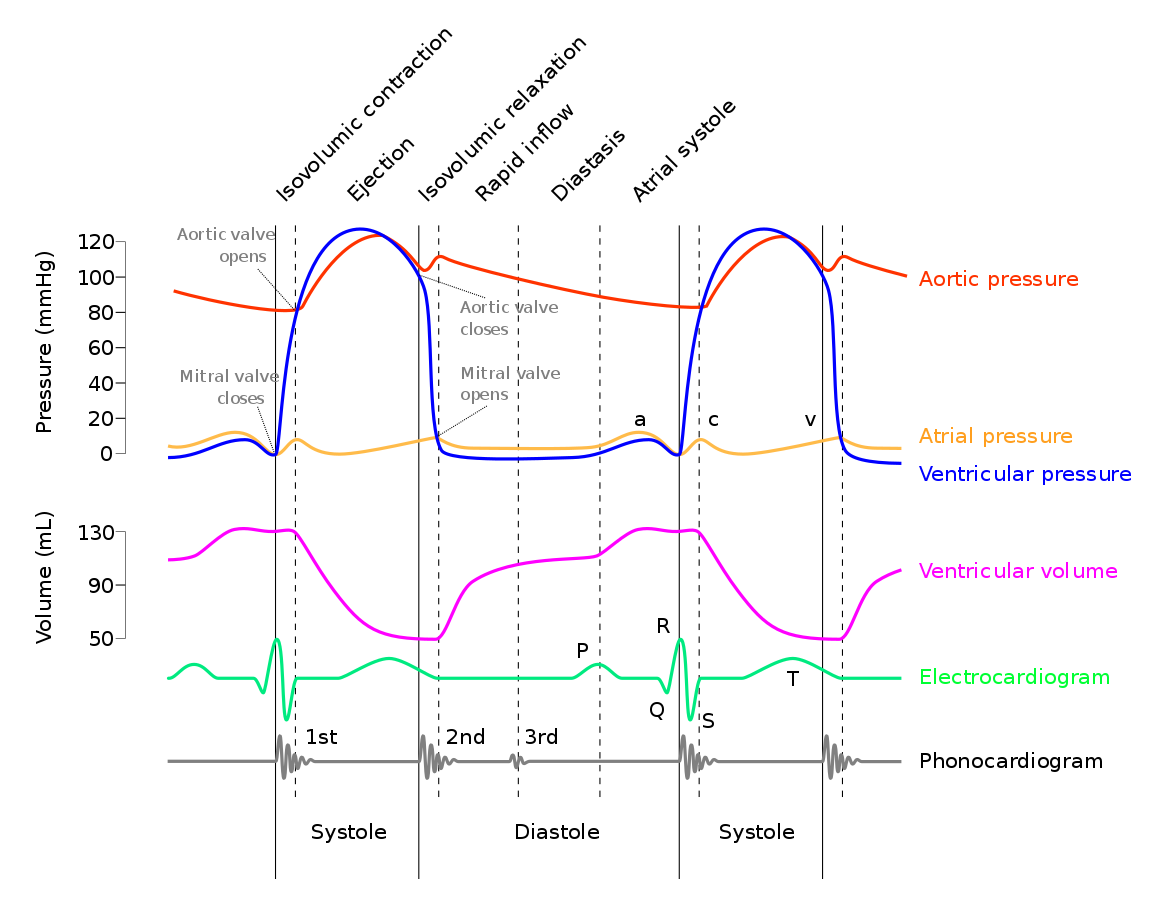 Isovolumic contraction
Ejection
Isovolumic relaxation
Rapid inflow
Diastasis
Atrial systole
Pressure (mmHg)
120
100
80
60
40
20
0
Aortic valve
opens
Aortic valve
closes
Mitral valve
closes
Mitral valve
opens
a
c
v
Aortic pressure
Atrial pressure
Ventricular pressure
Volume (mL)
130
90
50
Ventricular volume
R
P
Q
S
T
Electrocardiogram
1st
2nd
3rd
Phonocardiogram
Systole
Diastole
Systole